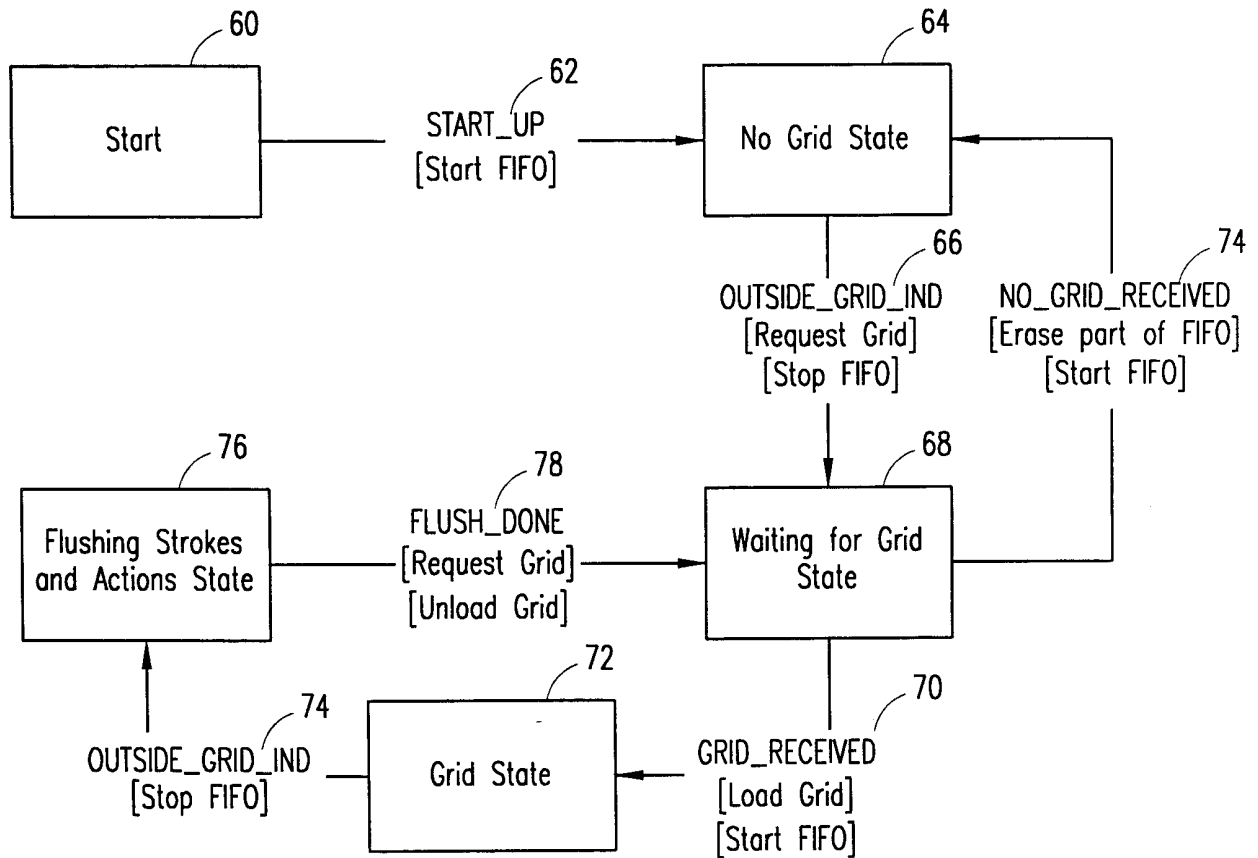 60
Start
62
START_UP
[Start FIFO]
64
No Grid State
66
OUTSIDE_GRID_IND
[Request Grid]
[Stop FIFO]
74
NO_GRID_RECEIVED
[Erase part of FIFO]
[Start FIFO]
76
Flushing Strokes
and Actions State
78
FLUSH_DONE
[Request Grid]
[Unload Grid]
68
Waiting for Grid
State
74
OUTSIDE_GRID_IND
[Stop FIFO]
72
Grid State
70
GRID_RECEIVED
[Load Grid]
[Start FIFO]